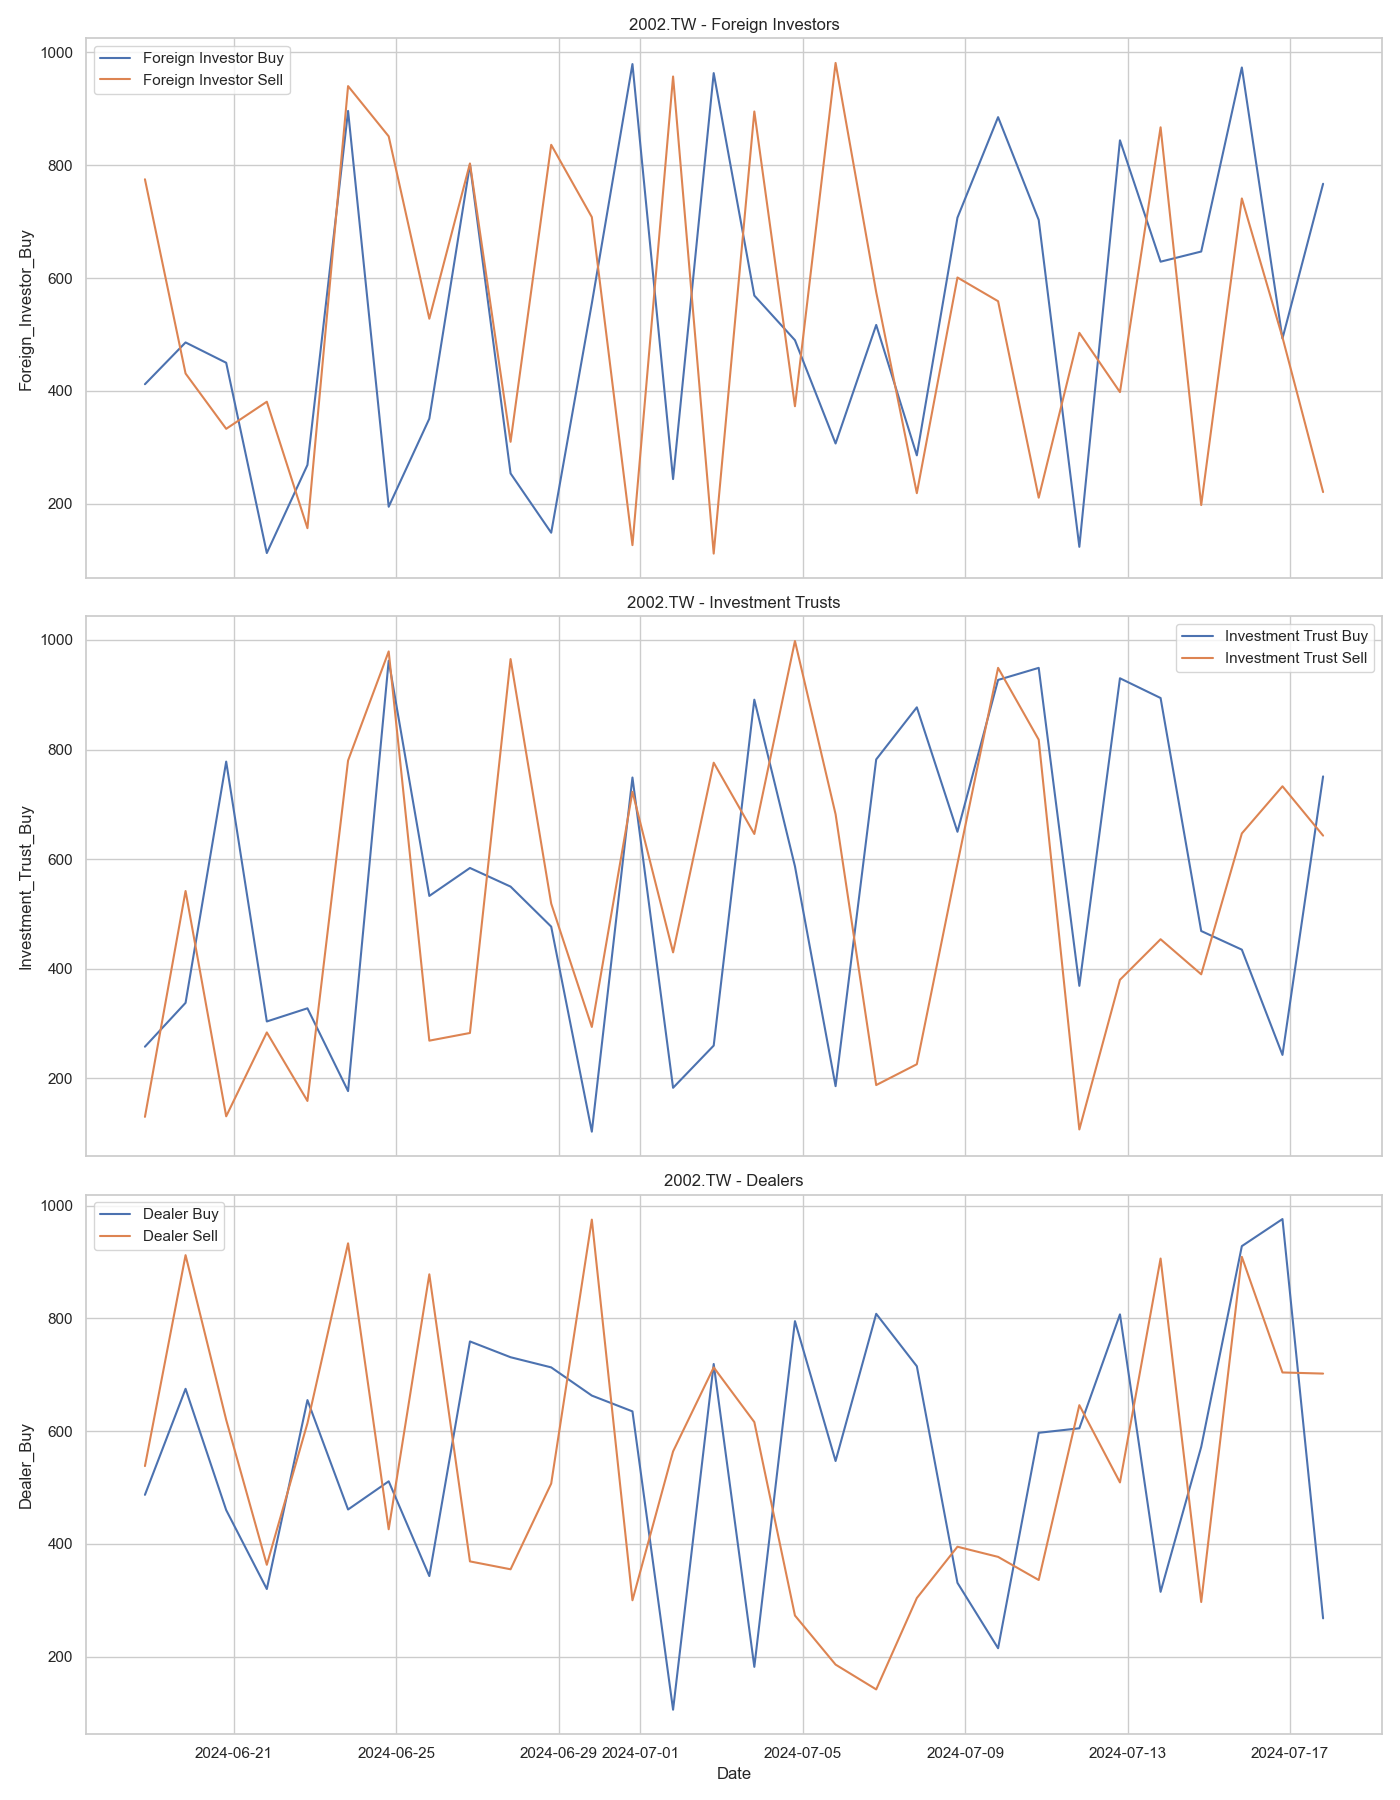 2002.TW - Foreign Investors
Foreign Investor Buy
Foreign Investor Sell
Foreign_Investor_Buy
1000
800
600
400
200
2002.TW - Investment Trusts
Investment Trust Buy
Investment Trust Sell
Investment_Trust_Buy
1000
800
600
400
200
2002.TW - Dealers
Dealer Buy
Dealer Sell
Dealer_Buy
1000
800
600
400
200
2024-06-21 2024-06-25 2024-06-29 2024-07-01 2024-07-05 2024-07-09 2024-07-13 2024-07-17
Date